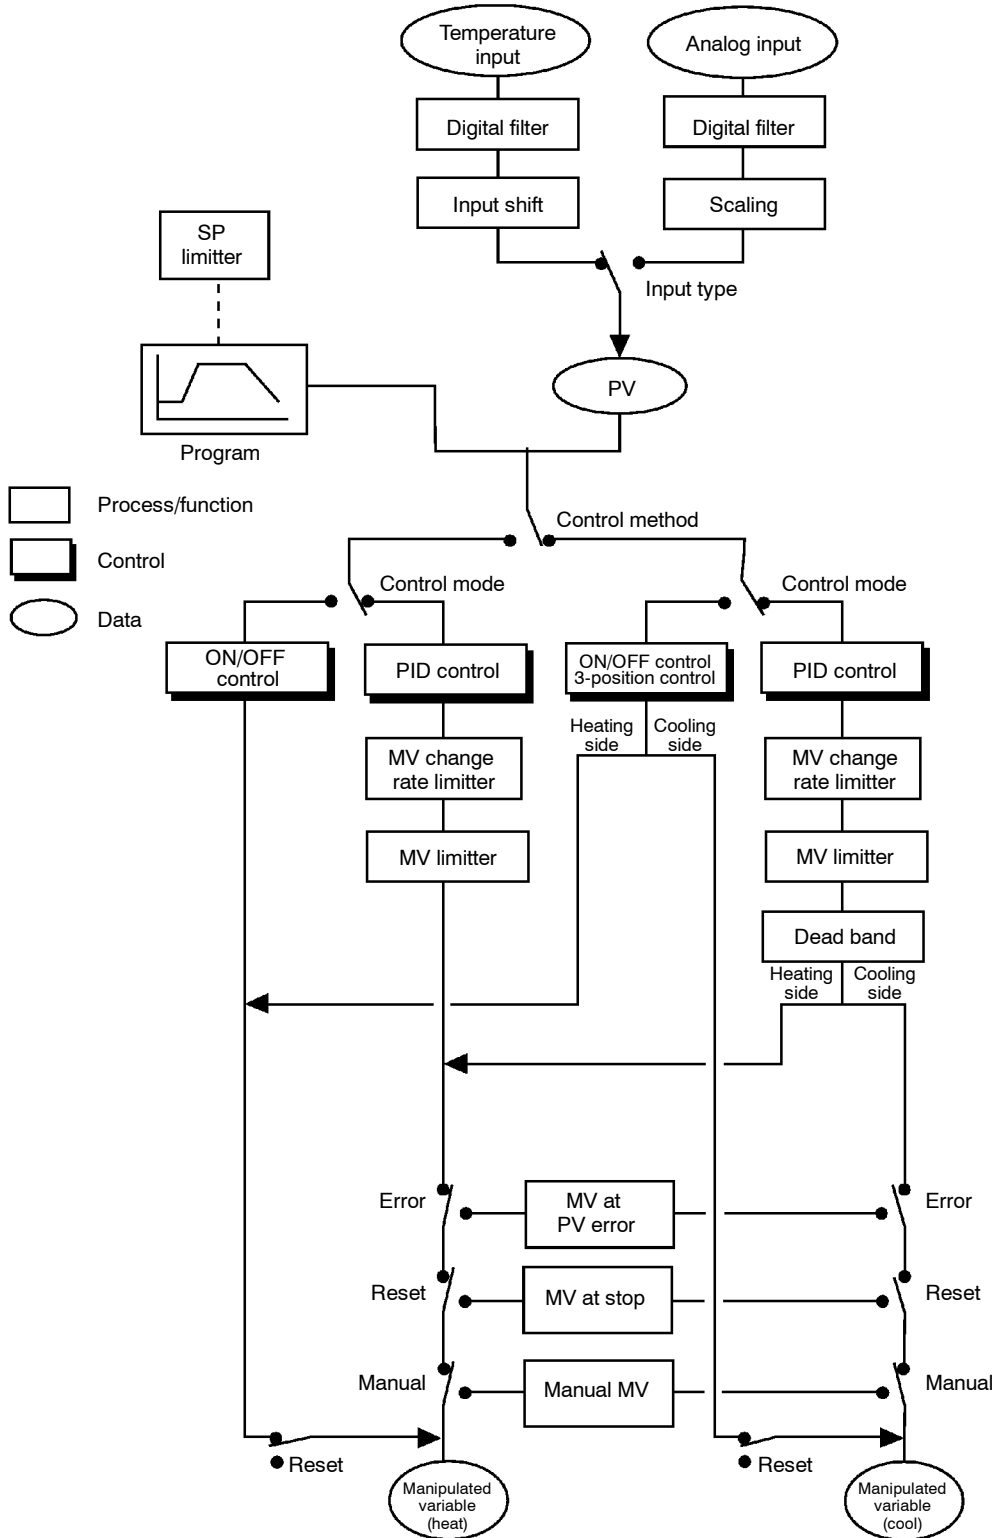 Temperature
input
Analog input
Digital filter
Digital filter
Input shift
Scaling
SP
limitter
Input type
PV
Program
Process/function
Control method
Control
Control mode
Control mode
Data
ON/OFF
control
PID control
ON/OFF control
3-position control
PID control
Heating
side
Cooling
side
MV change
rate limitter
MV change
rate limitter
MV limitter
MV limitter
Dead band
Heating
side
Cooling
side
Error
MV at
PV error
Error
Reset
MV at stop
Reset
Manual
Manual MV
Manual
Reset
Reset
Manipulated
variable
(heat)
Manipulated
variable
(cool)